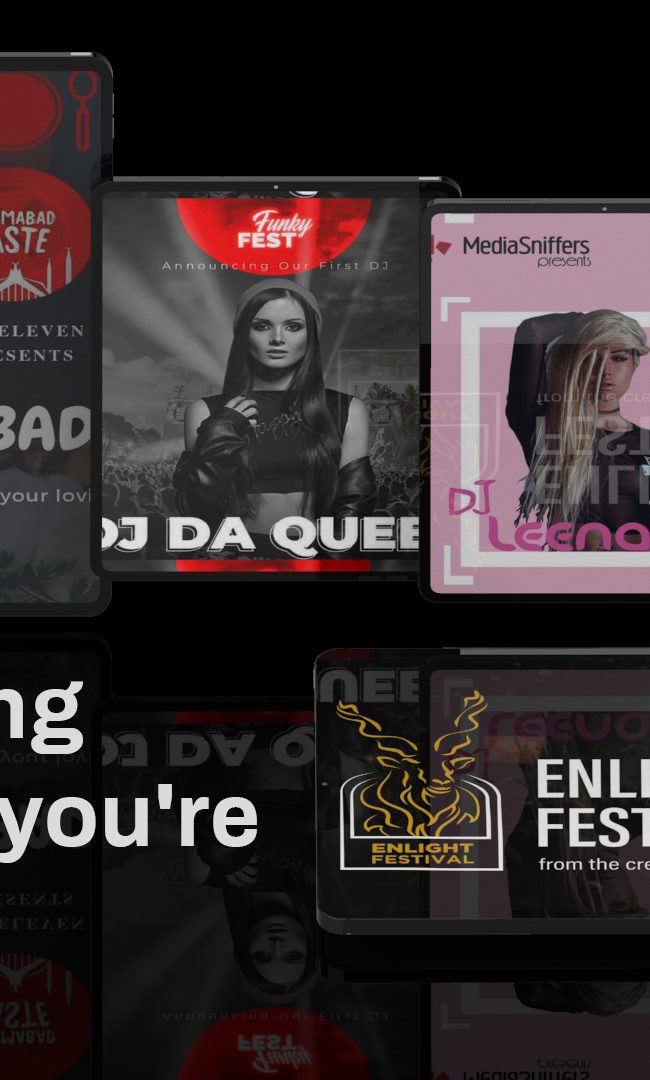 MABAD
ASTE
ELEVEN
ESENTS
BAD
your lovi
Funky
FEST
Announcing Our First DJ
DJ DA QUEE
MediaSniffers
presents
DJ
Leena
ng
you're
ENLIGHT
FESTIVAL
ENLI
FEST
from the cre